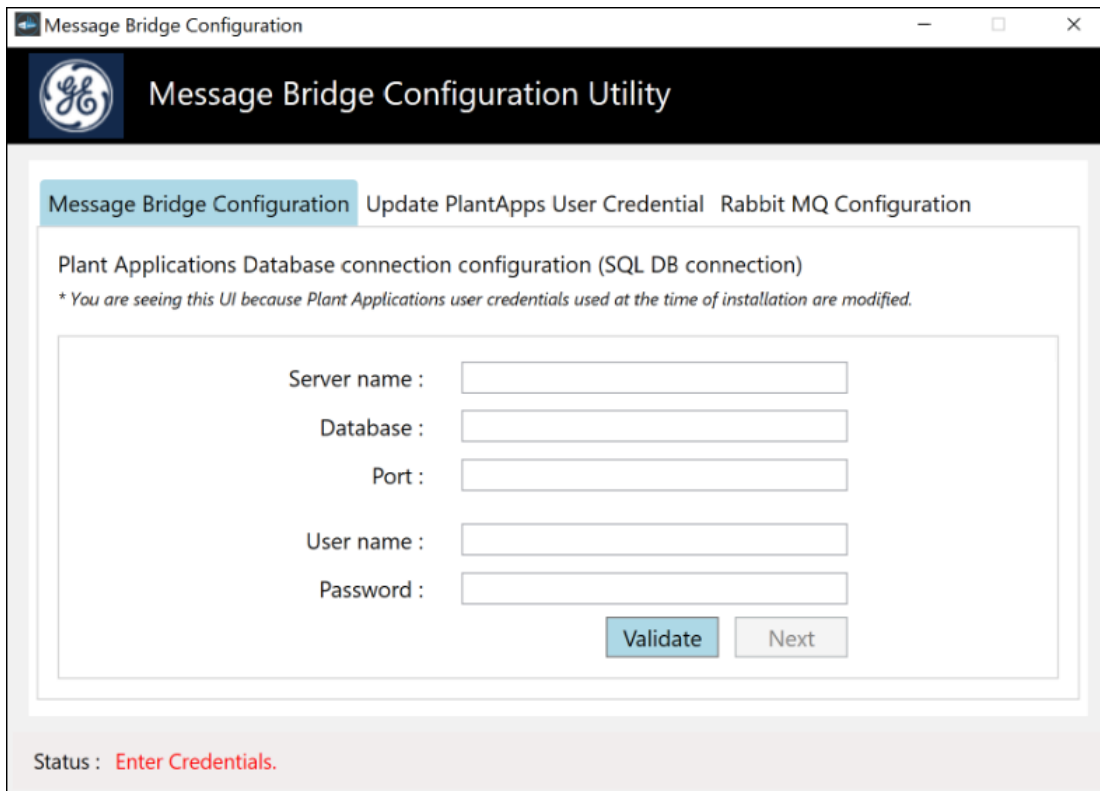 Message Bridge Configuration
GE
Message Bridge Configuration Utility
Message Bridge Configuration Update PlantApps User Credential Rabbit MQ Configuration
Plant Applications Database connection configuration (SQL DB connection)
* You are seeing this UI because Plant Applications user credentials used at the time of installation are modified.
Server name :
Database :
Port :
User name :
Password :
Validate Next
Status : Enter Credentials.